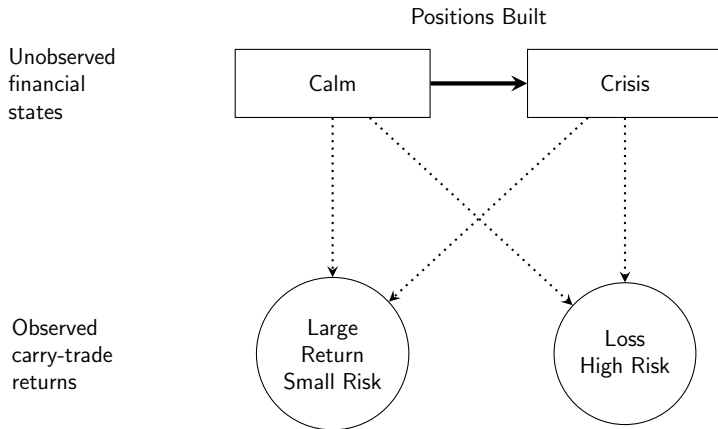 Positions Built
Unobserved
financial
states
Calm
Crisis
Observed
carry-trade
returns
Large
Return
Small Risk
Loss
High Risk